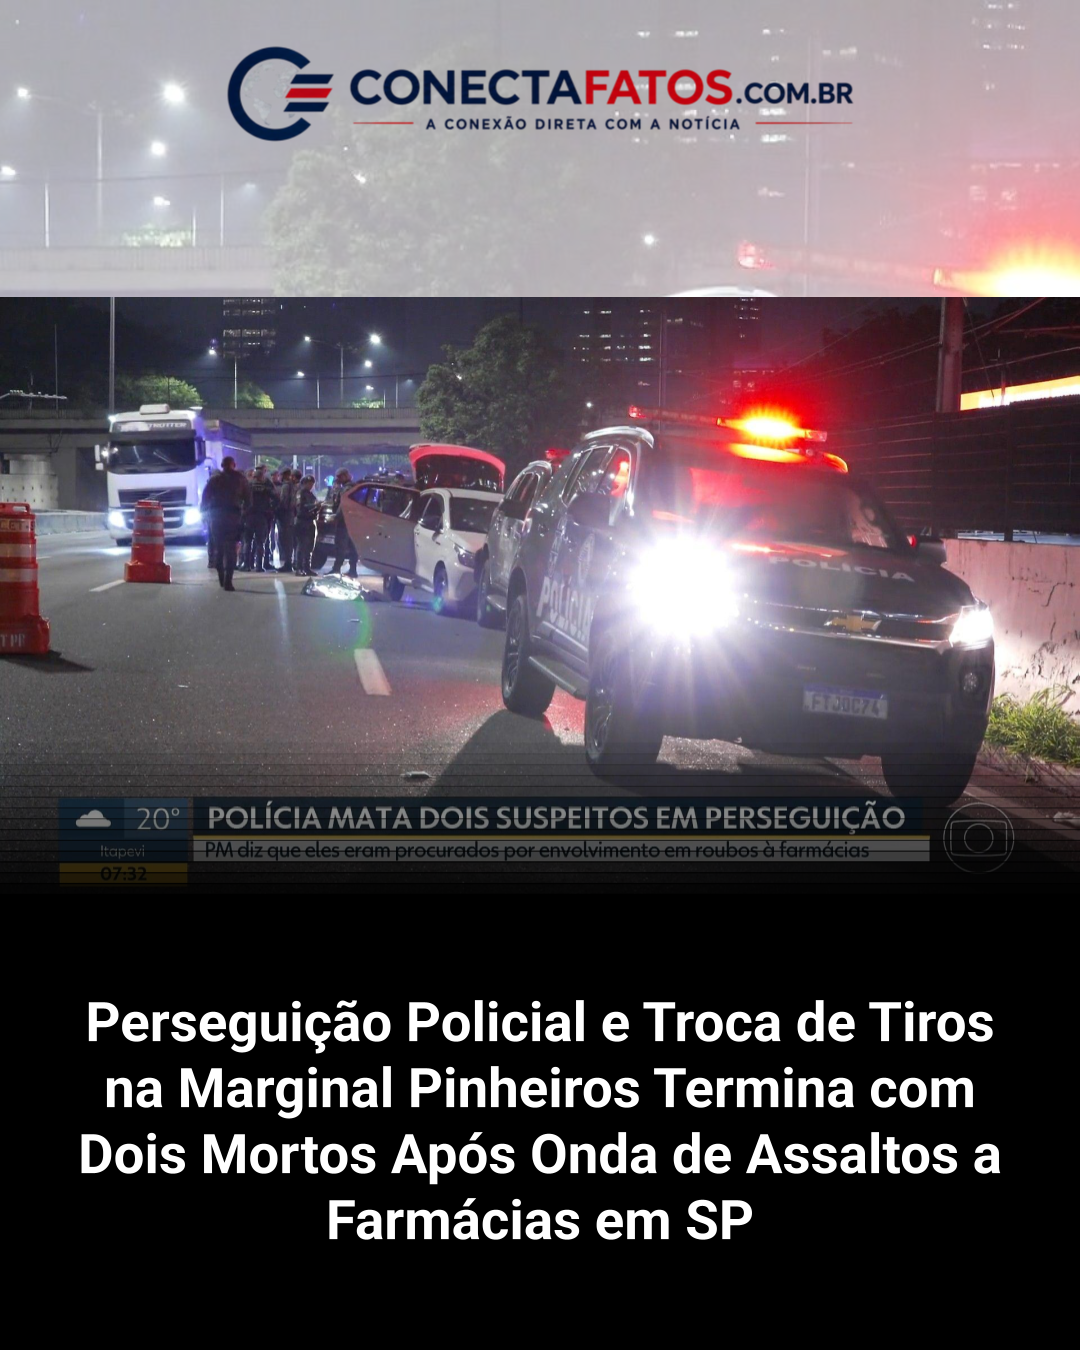 CONECTAFATOS.COM.BR
A CONEXÃO DIRETA COM A NOTÍCIA
POLICIA
POLÍCIA
20°
POLÍCIA MATA DOIS SUSPEITOS EM PERSEGUIÇÃO
Itapevi
PM diz que eles eram procurados por envolvimento em roubos à farmácias
07:32
Perseguição Policial e Troca de Tiros
na Marginal Pinheiros Termina com
Dois Mortos Após Onda de Assaltos a
Farmácias em SP